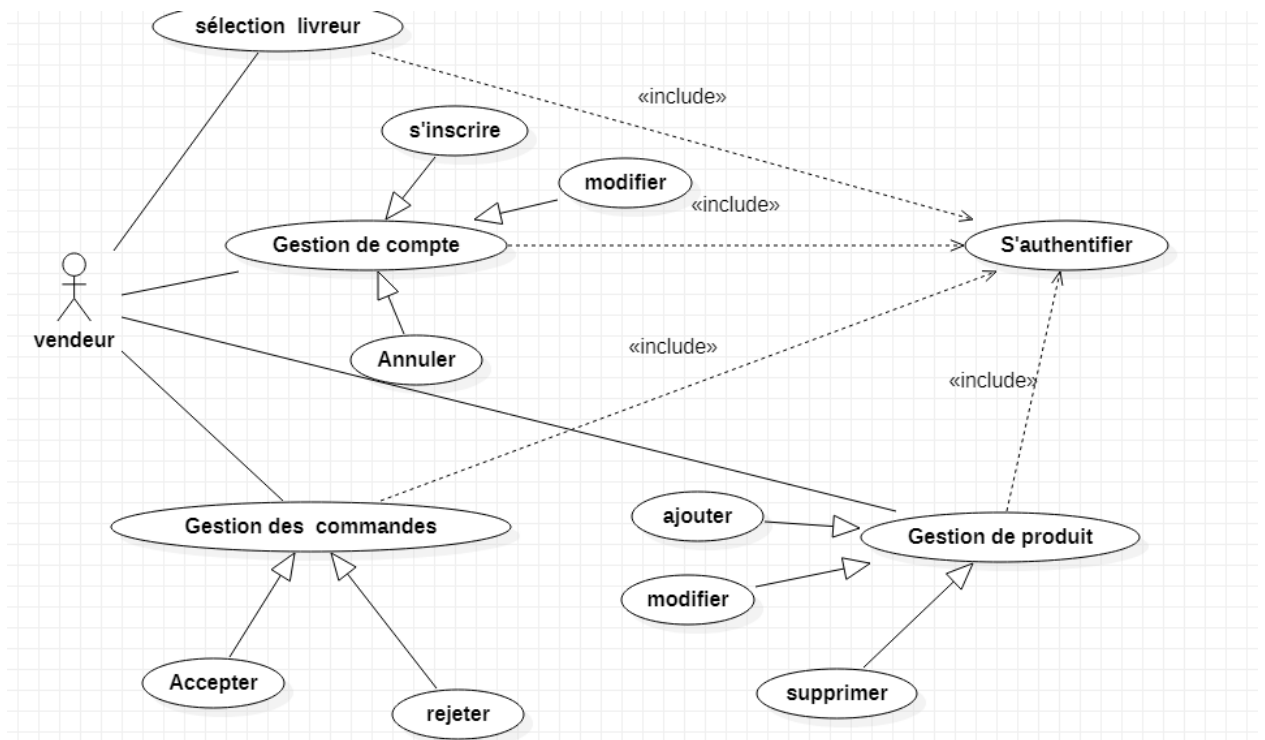 sélection livreur
«include»
s'inscrire
modifier
«include»
Gestion de compte
S'authentifier
vendeur
Annuler
«include»
«include»
Gestion des commandes
ajouter
Gestion de produit
modifier
Accepter
rejeter
supprimer